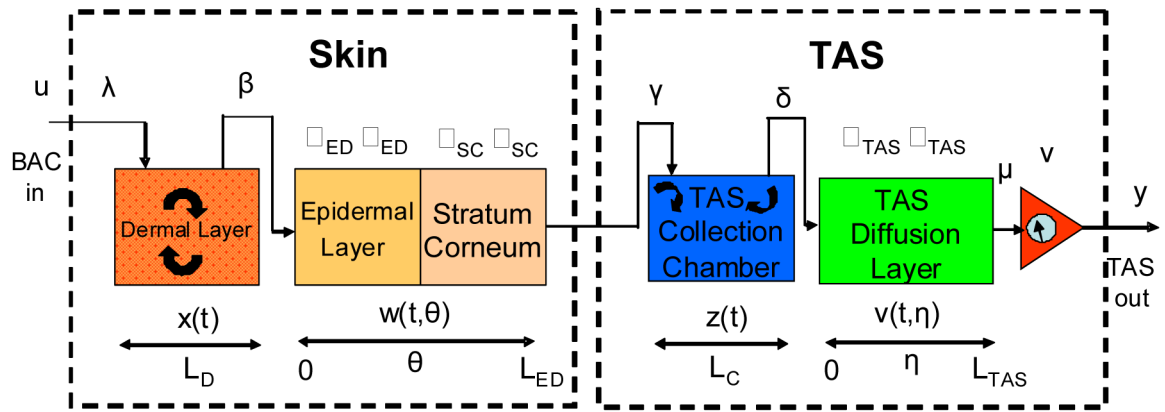 Skin
TAS
u
λ
β
γ
δ
□ED □ED
□SC □SC
□TAS □TAS
μ
ν
y
BAC
in
Dermal Layer
Epidermal
Layer
Stratum
Corneum
TAS
Collection
Chamber
TAS
Diffusion
Layer
TAS
out
x(t)
w(t,θ)
z(t)
v(t,η)
L_D
0
θ
L_ED
L_C
0
η
L_TAS